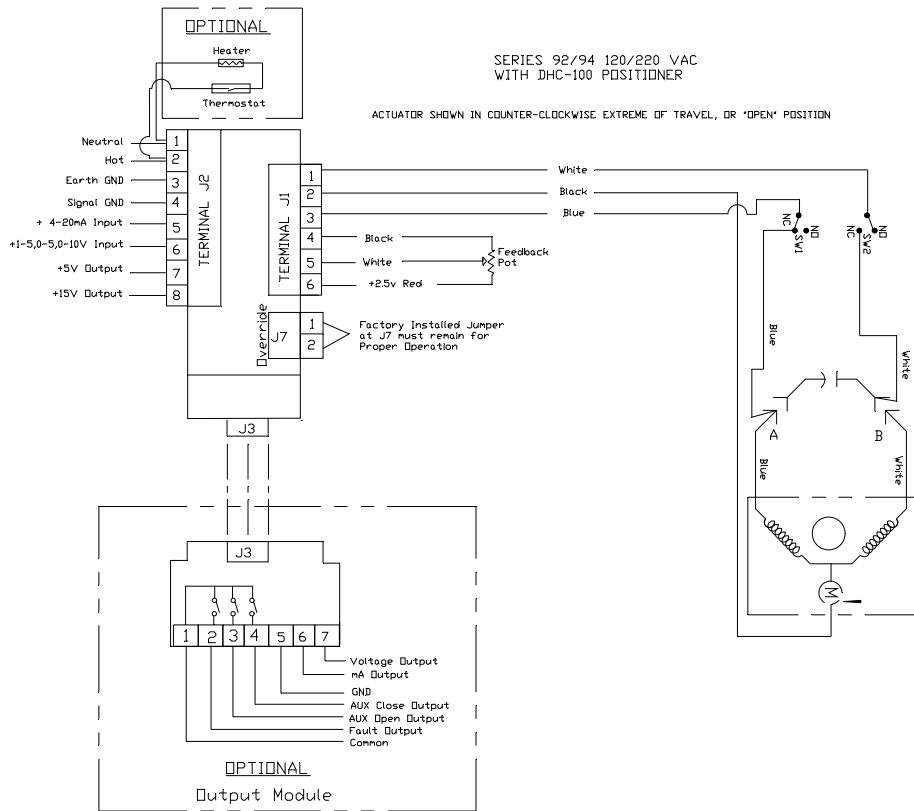 OPTIONAL
Heater
Thermostat
SERIES 92/94 120/220 VAC
WITH DHC-100 POSITIONER
ACTUATOR SHOWN IN COUNTER-CLOCKWISE EXTREME OF TRAVEL, OR "OPEN" POSITION
Neutral
Hot
Earth GND
Signal GND
+ 4-20mA Input
+1-5,0-5,0-10V Input
+5V Output
+15V Output
1
2
3
4
5
6
7
8
TERMINAL J2
TERMINAL J1
1
2
3
4
5
6
White
Black
Blue
Black
White
+2.5v Red
Feedback
Pot
NC
NO
SW1
NC
NO
SW2
Override
J7
1
2
Factory Installed Jumper
at J7 must remain for
Proper Operation
Blue
White
A
B
Blue
White
M
J3
J3
1
2
3
4
5
6
7
Voltage Output
mA Output
GND
AUX Close Output
AUX Open Output
Fault Output
Common
OPTIONAL
Output Module